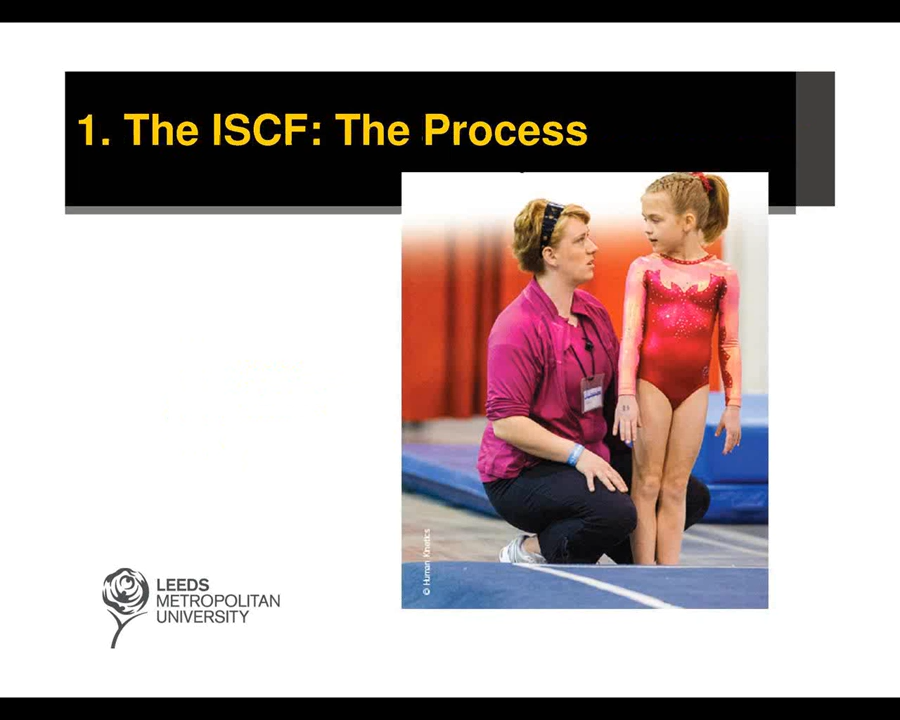 1. The ISCF: The Process
© Human Kinetics
LEEDS
METROPOLITAN
UNIVERSITY